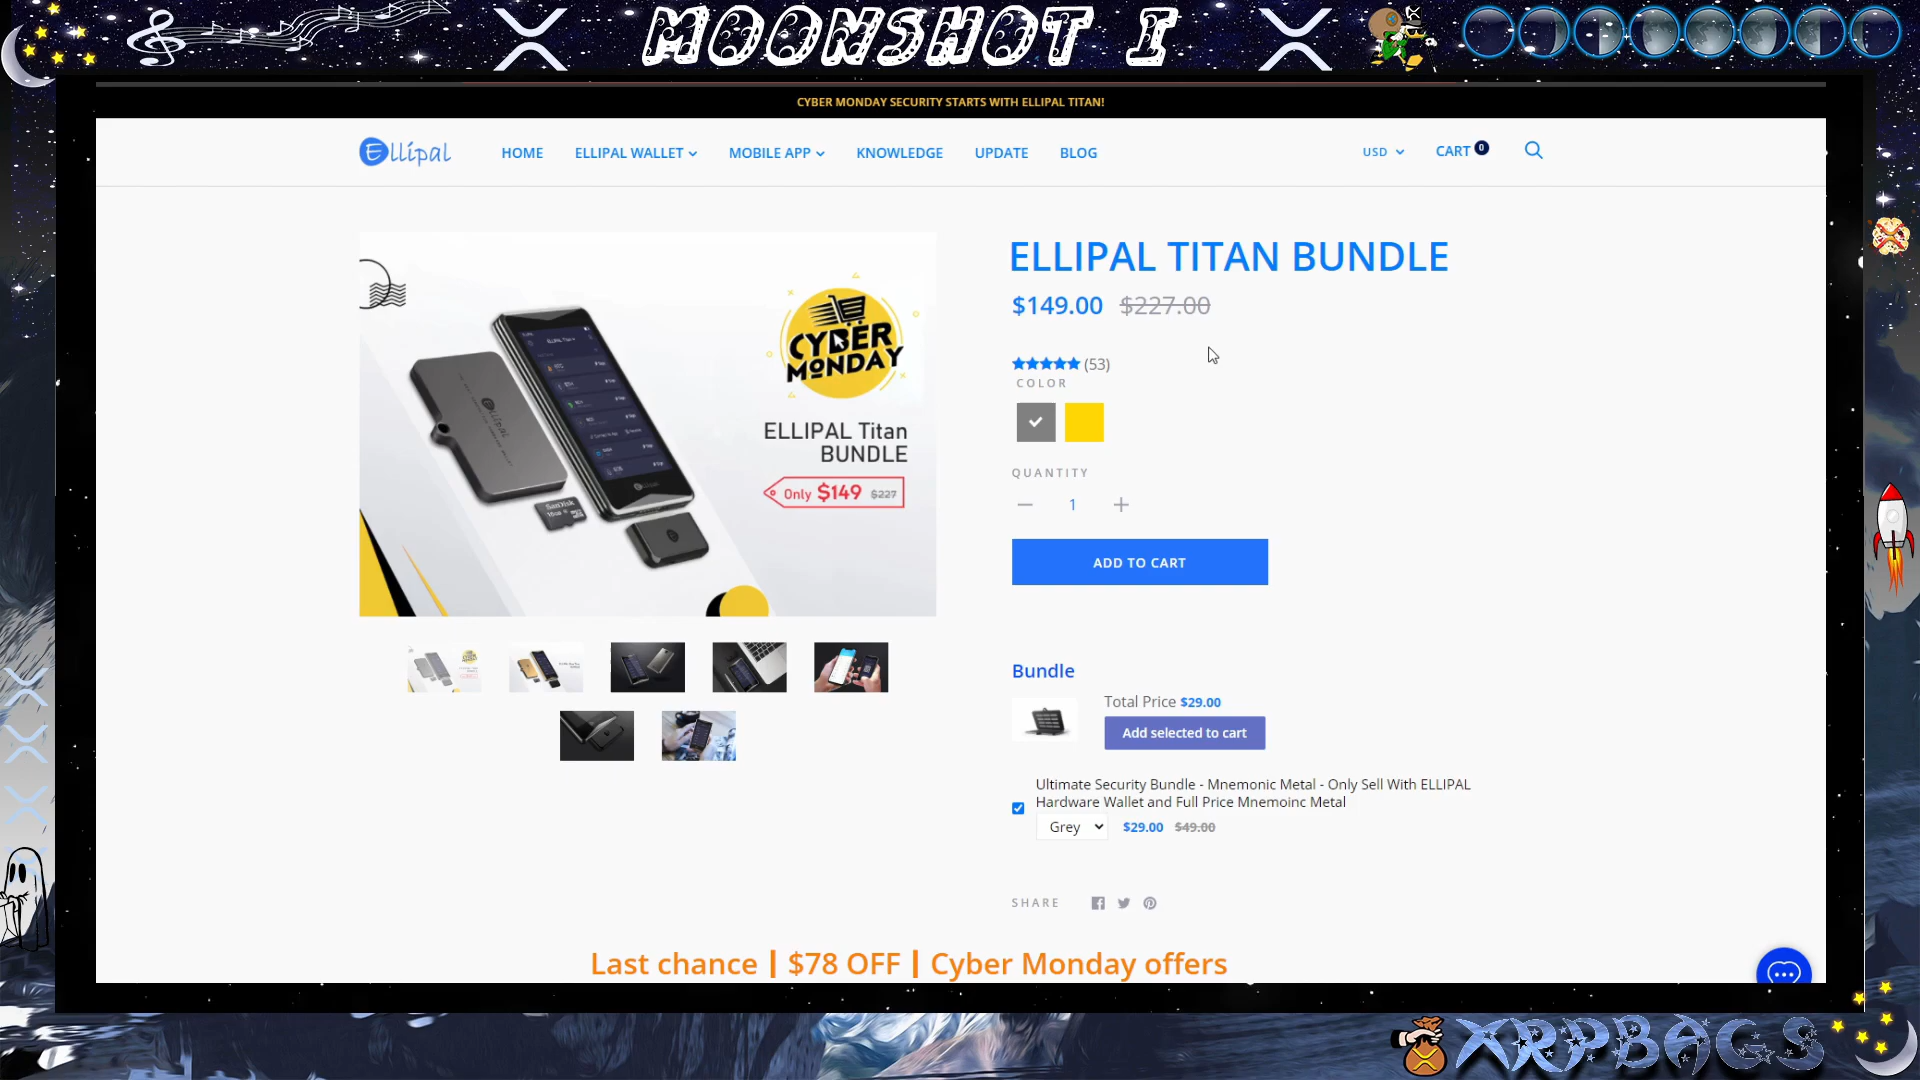 MOONSHOT I
CYBER MONDAY SECURITY STARTS WITH ELLIPAL TITAN!
Ellipal
HOME ELLIPAL WALLET MOBILE APP KNOWLEDGE UPDATE BLOG
USD CART 0
ELLIPAL TITAN BUNDLE
$149.00 $227.00
(53)
COLOR
CYBER
MONDAY
ELLIPAL Titan
BUNDLE
Only $149 $227
SanDisk
Ellipal
QUANTITY
1
ADD TO CART
Bundle
Total Price $29.00
Add selected to cart
Ultimate Security Bundle - Mnemonic Metal - Only Sell With ELLIPAL
Hardware Wallet and Full Price Mnemoinc Metal
Grey $29.00 $49.00
SHARE
Last chance | $78 OFF | Cyber Monday offers
XRPBAGS